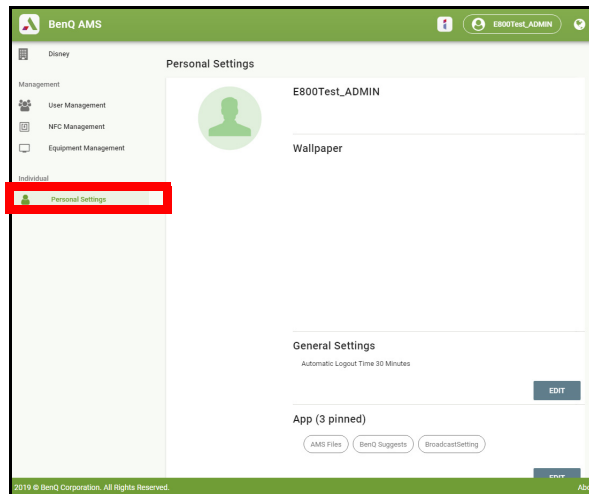 BenQ AMS
E800Test_ADMIN
Disney
Personal Settings
Management
User Management
NFC Management
Equipment Management
Individual
Personal Settings
E800Test_ADMIN
Wallpaper
General Settings
Automatic Logout Time 30 Minutes
EDIT
App (3 pinned)
AMS Files BenQ Suggests BroadcastSetting
EDIT
2019 © BenQ Corporation. All Rights Reserved.